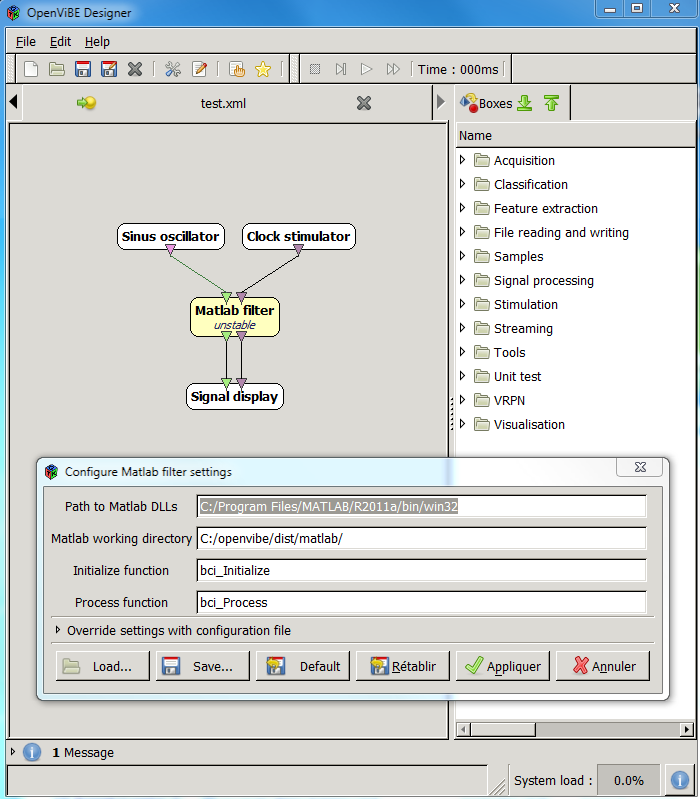 OpenViBE Designer
File Edit Help
Time : 000ms
test.xml
Boxes
Name
Acquisition
Classification
Feature extraction
File reading and writing
Samples
Signal processing
Stimulation
Streaming
Tools
Unit test
VRPN
Visualisation
Sinus oscillator
Clock stimulator
Matlab filter
unstable
Signal display
Configure Matlab filter settings
Path to Matlab DLLs C:/Program Files/MATLAB/R2011a/bin/win32
Matlab working directory C:/openvibe/dist/matlab/
Initialize function bci_Initialize
Process function bci_Process
Override settings with configuration file
Load... Save... Default Rétablir Appliquer Annuler
1 Message
System load : 0.0%